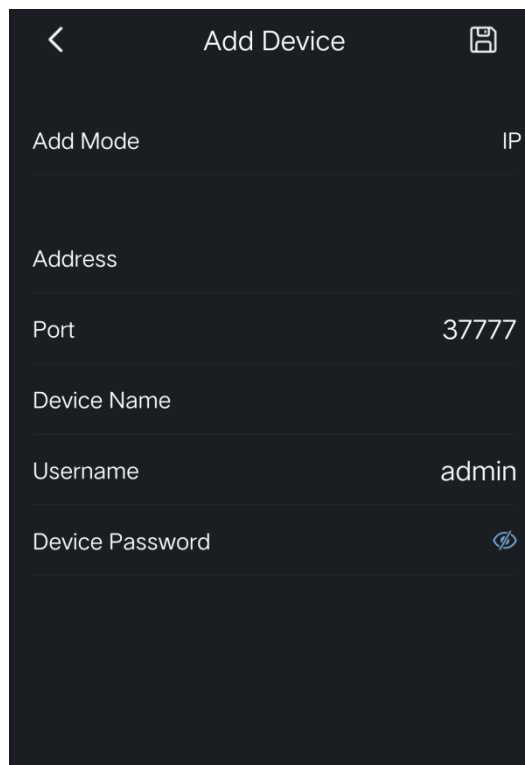 Add Device
Add Mode IP
Address
Port 37777
Device Name
Username admin
Device Password